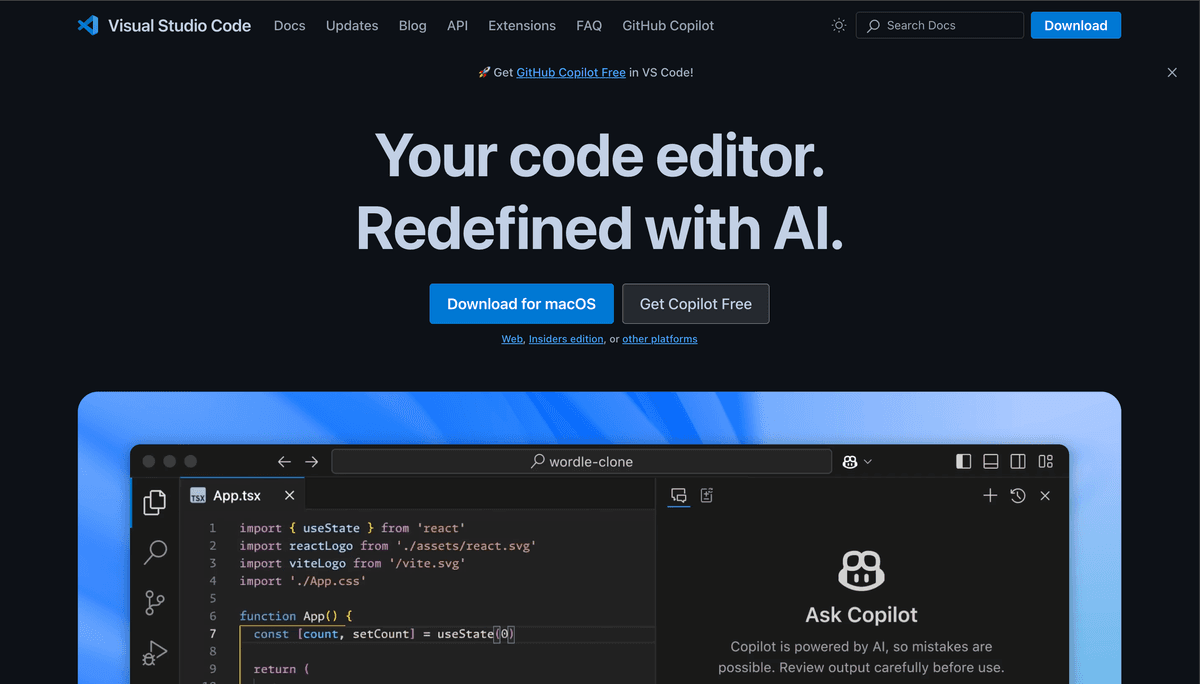 Visual Studio Code Docs Updates Blog API Extensions FAQ GitHub Copilot Search Docs Download
🚀 Get GitHub Copilot Free in VS Code!
Your code editor.
Redefined with AI.
Download for macOS Get Copilot Free
Web, Insiders edition, or other platforms
wordle-clone
TSX App.tsx
1 import { useState } from 'react'
2 import reactLogo from './assets/react.svg'
3 import viteLogo from '/vite.svg'
4 import './App.css'
5
6 function App() {
7 const [count, setCount] = useState(0)
8
9 return (
Ask Copilot
Copilot is powered by AI, so mistakes are
possible. Review output carefully before use.